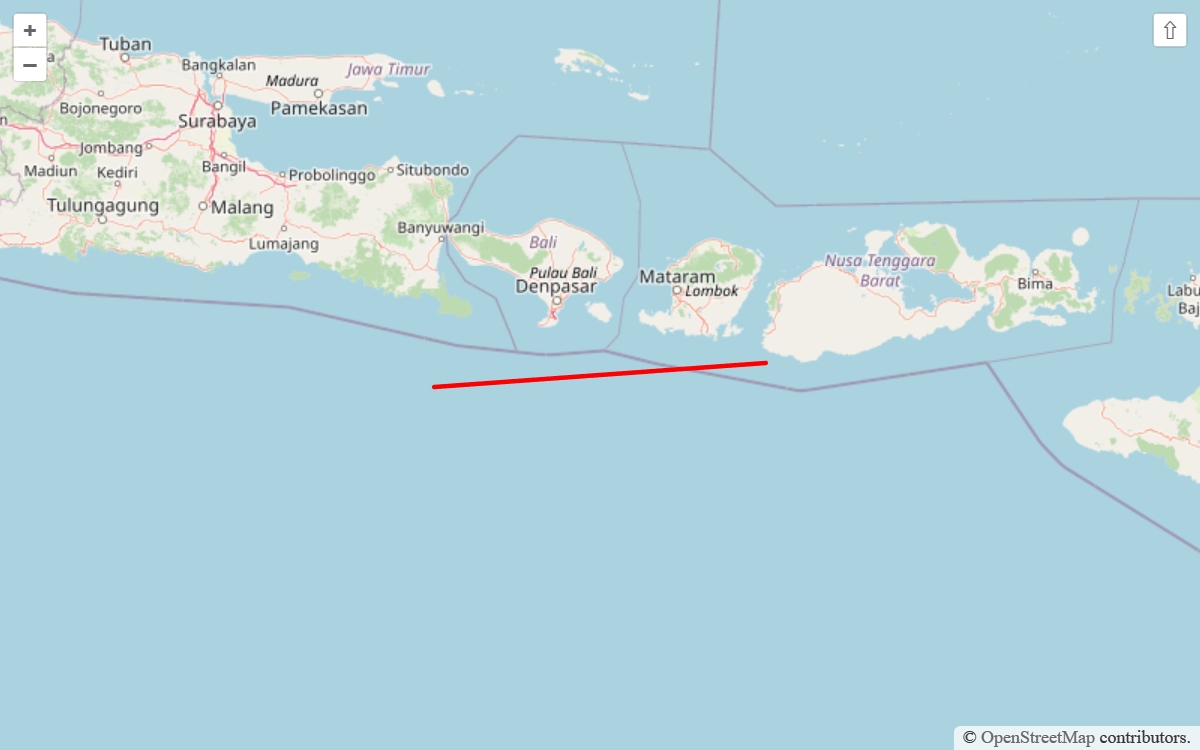 +
−
⇧
Tuban
Bangkalan
Jawa Timur
Madura
Bojonegoro
Pamekasan
Surabaya
Jombang
Bangil
Situbondo
Madiun
Kediri
Probolinggo
Tulungagung
Malang
Banyuwangi
Lumajang
Bali
Nusa Tenggara
Barat
Pulau Bali
Denpasar
Mataram
Lombok
Bima
Labu
Baj
© OpenStreetMap contributors.